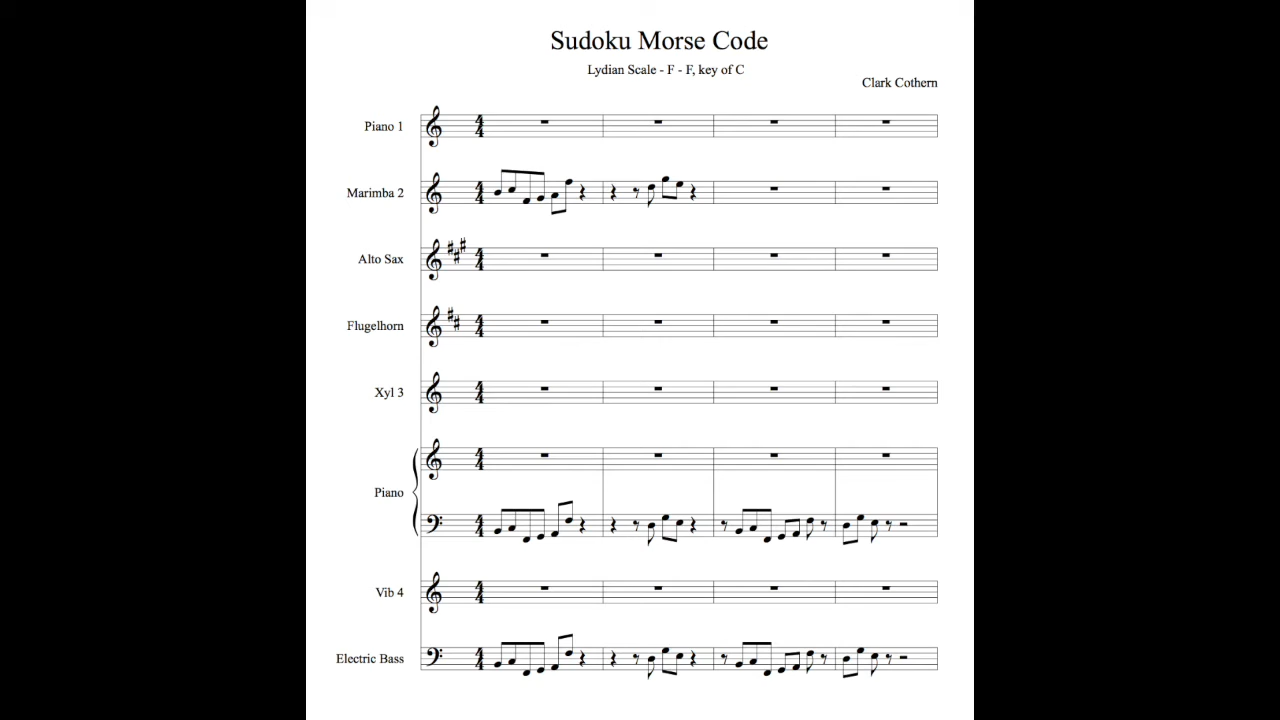 Sudoku Morse Code
Lydian Scale - F - F, key of C
Clark Cothern
Piano 1
Marimba 2
Alto Sax
Flugelhorn
Xyl 3
Piano
Vib 4
Electric Bass